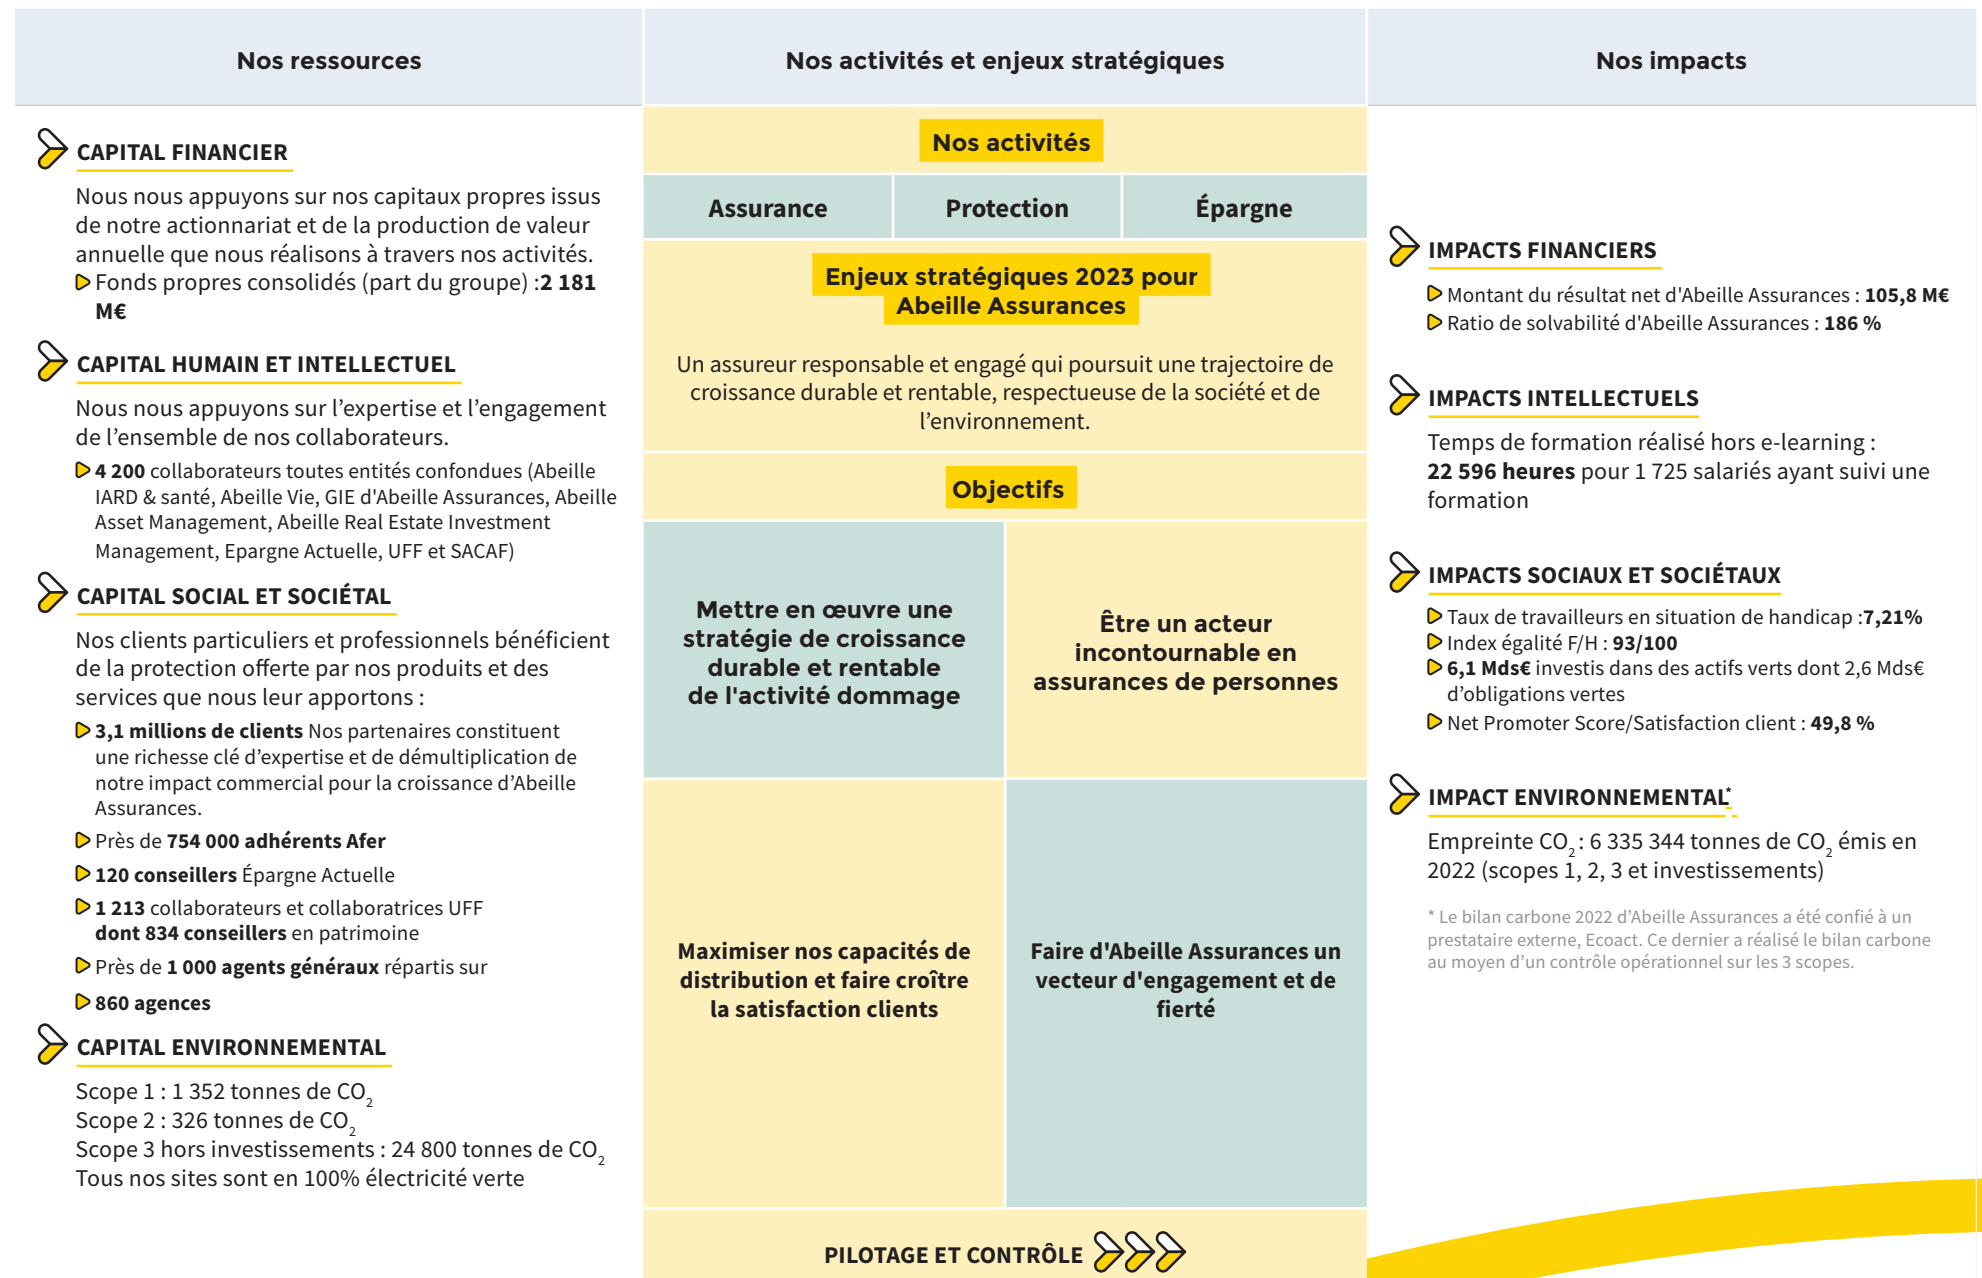 Nos ressources
Nos activités et enjeux stratégiques
Nos impacts
CAPITAL FINANCIER
Nous nous appuyons sur nos capitaux propres issus
de notre actionnariat et de la production de valeur
annuelle que nous réalisons à travers nos activités.
Fonds propres consolidés (part du groupe) :2 181
M€
CAPITAL HUMAIN ET INTELLECTUEL
Nous nous appuyons sur l’expertise et l’engagement
de l’ensemble de nos collaborateurs.
4 200 collaborateurs toutes entités confondues (Abeille
IARD & santé, Abeille Vie, GIE d'Abeille Assurances, Abeille
Asset Management, Abeille Real Estate Investment
Management, Epargne Actuelle, UFF et SACAF)
CAPITAL SOCIAL ET SOCIÉTAL
Nos clients particuliers et professionnels bénéficient
de la protection offerte par nos produits et des
services que nous leur apportons :
3,1 millions de clients Nos partenaires constituent
une richesse clé d’expertise et de démultiplication de
notre impact commercial pour la croissance d’Abeille
Assurances.
Près de 754 000 adhérents Afer
120 conseillers Épargne Actuelle
1 213 collaborateurs et collaboratrices UFF
dont 834 conseillers en patrimoine
Près de 1 000 agents généraux répartis sur
860 agences
CAPITAL ENVIRONNEMENTAL
Scope 1 : 1 352 tonnes de CO2
Scope 2 : 326 tonnes de CO2
Scope 3 hors investissements : 24 800 tonnes de CO2
Tous nos sites sont en 100% électricité verte
Nos activités
Assurance
Protection
Épargne
Enjeux stratégiques 2023 pour
Abeille Assurances
Un assureur responsable et engagé qui poursuit une trajectoire de
croissance durable et rentable, respectueuse de la société et de
l’environnement.
Objectifs
Mettre en œuvre une
stratégie de croissance
durable et rentable
de l'activité dommage
Être un acteur
incontournable en
assurances de personnes
Maximiser nos capacités de
distribution et faire croître
la satisfaction clients
Faire d'Abeille Assurances un
vecteur d'engagement et de
fierté
PILOTAGE ET CONTRÔLE
IMPACTS FINANCIERS
Montant du résultat net d'Abeille Assurances : 105,8 M€
Ratio de solvabilité d'Abeille Assurances : 186 %
IMPACTS INTELLECTUELS
Temps de formation réalisé hors e-learning :
22 596 heures pour 1 725 salariés ayant suivi une
formation
IMPACTS SOCIAUX ET SOCIÉTAUX
Taux de travailleurs en situation de handicap :7,21%
Index égalité F/H : 93/100
6,1 Mds€ investis dans des actifs verts dont 2,6 Mds€
d’obligations vertes
Net Promoter Score/Satisfaction client : 49,8 %
IMPACT ENVIRONNEMENTAL*
Empreinte CO2 : 6 335 344 tonnes de CO2 émis en
2022 (scopes 1, 2, 3 et investissements)
* Le bilan carbone 2022 d’Abeille Assurances a été confié à un
prestataire externe, Ecoact. Ce dernier a réalisé le bilan carbone
au moyen d’un contrôle opérationnel sur les 3 scopes.